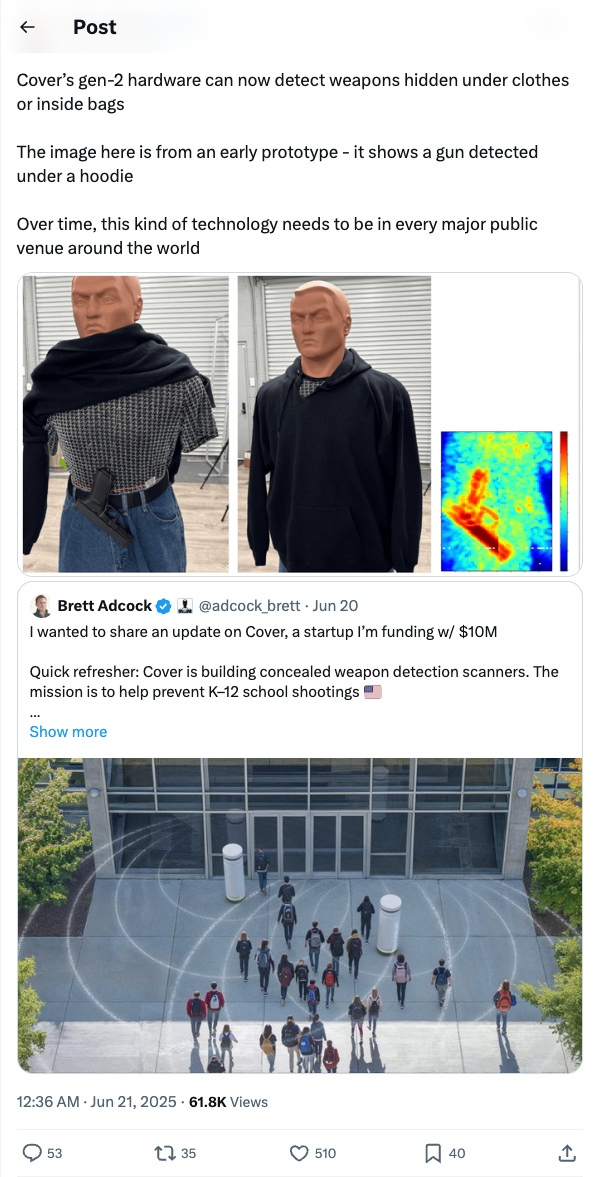 Post
Cover’s gen-2 hardware can now detect weapons hidden under clothes
or inside bags
The image here is from an early prototype - it shows a gun detected
under a hoodie
Over time, this kind of technology needs to be in every major public
venue around the world
Brett Adcock @adcock_brett · Jun 20
I wanted to share an update on Cover, a startup I’m funding w/ $10M
Quick refresher: Cover is building concealed weapon detection scanners. The
mission is to help prevent K–12 school shootings 🇺🇸
...
Show more
12:36 AM · Jun 21, 2025 · 61.8K Views
53 35 510 40